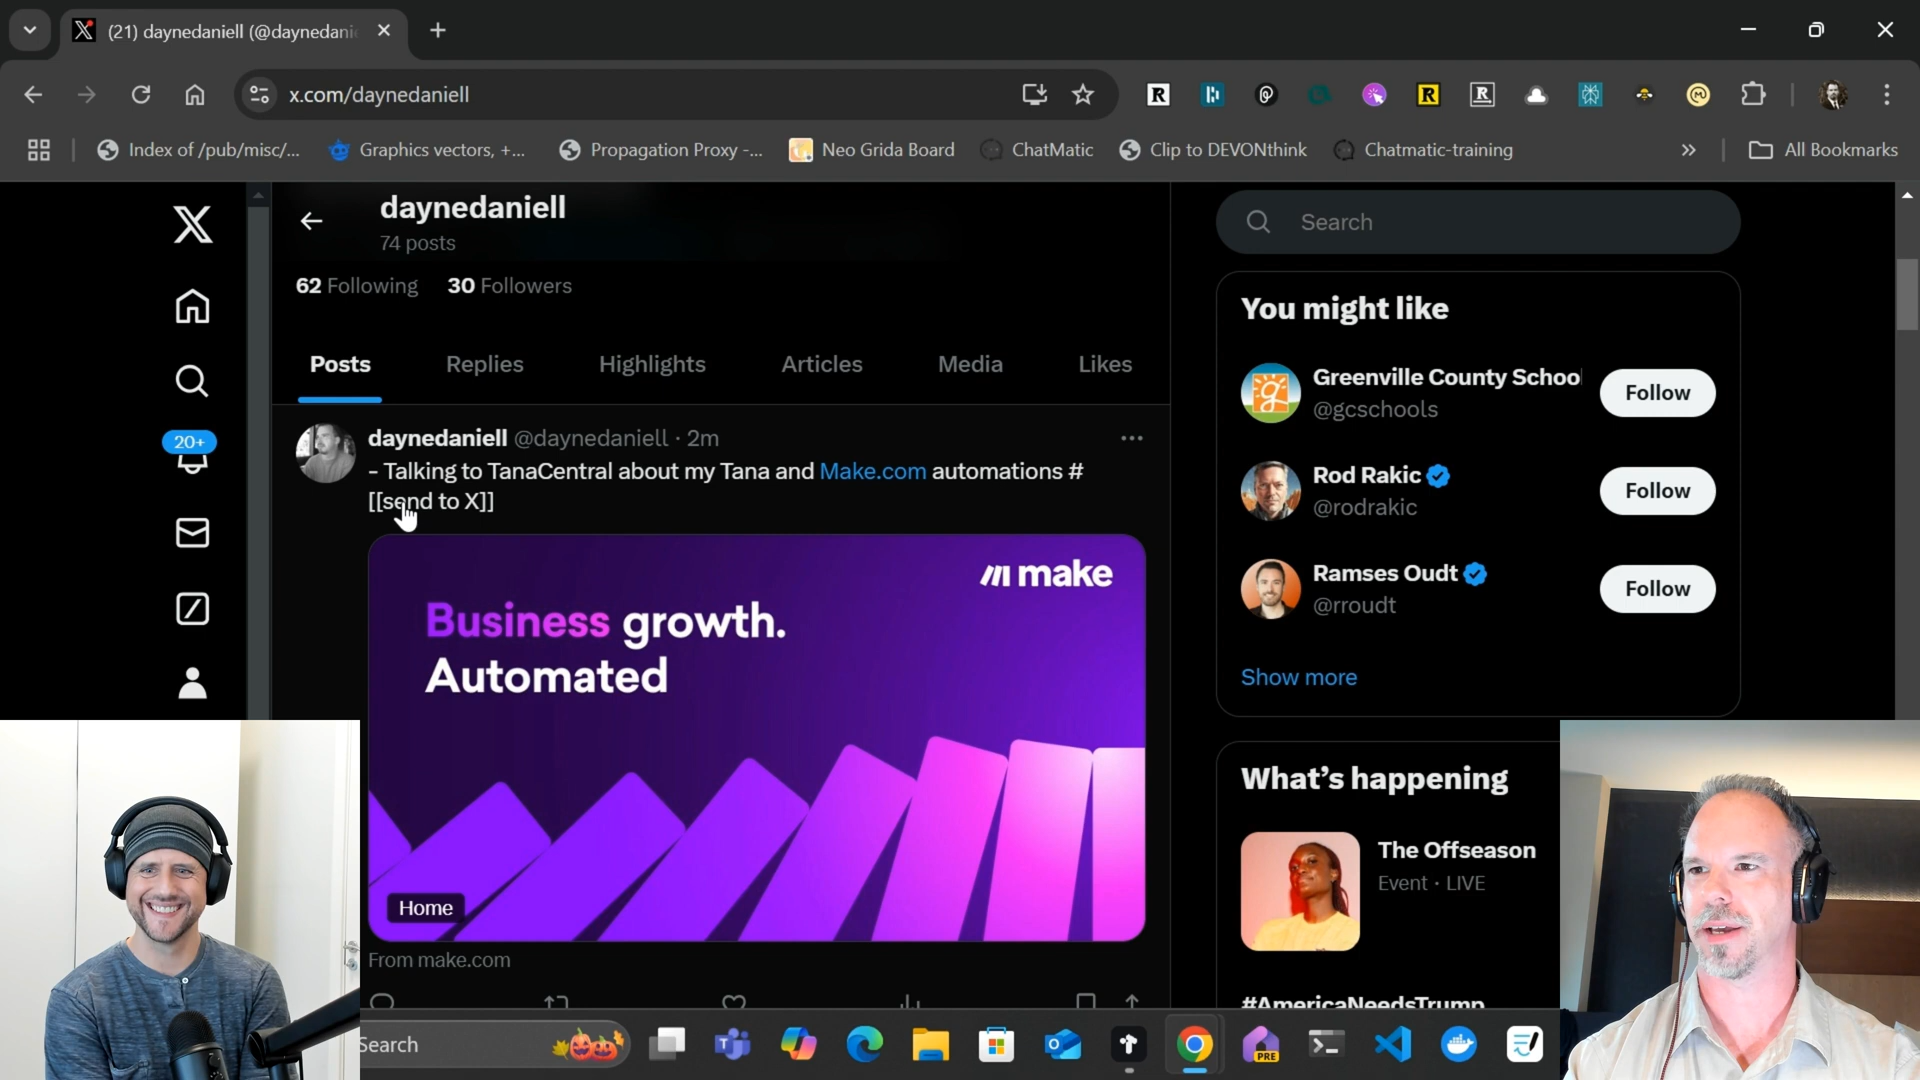 (21) daynedaniell (@daynedani
x.com/daynedaniell
Index of /pub/misc/...
Graphics vectors, +...
Propagation Proxy -...
Neo Grida Board
ChatMatic
Clip to DEVONthink
Chatmatic-training
All Bookmarks
daynedaniell
74 posts
62 Following
30 Followers
Posts
Replies
Highlights
Articles
Media
Likes
20+
daynedaniell @daynedaniell · 2m
- Talking to TanaCentral about my Tana and Make.com automations #
[[send to X]]
make
Business growth.
Automated
Home
From make.com
Search
You might like
Greenville County School
@gcschools
Follow
Rod Rakic
@rodrakic
Follow
Ramses Oudt
@rroudt
Follow
Show more
What's happening
The Offseason
Event · LIVE
#AmericaNeedsTrump
Search
PRE